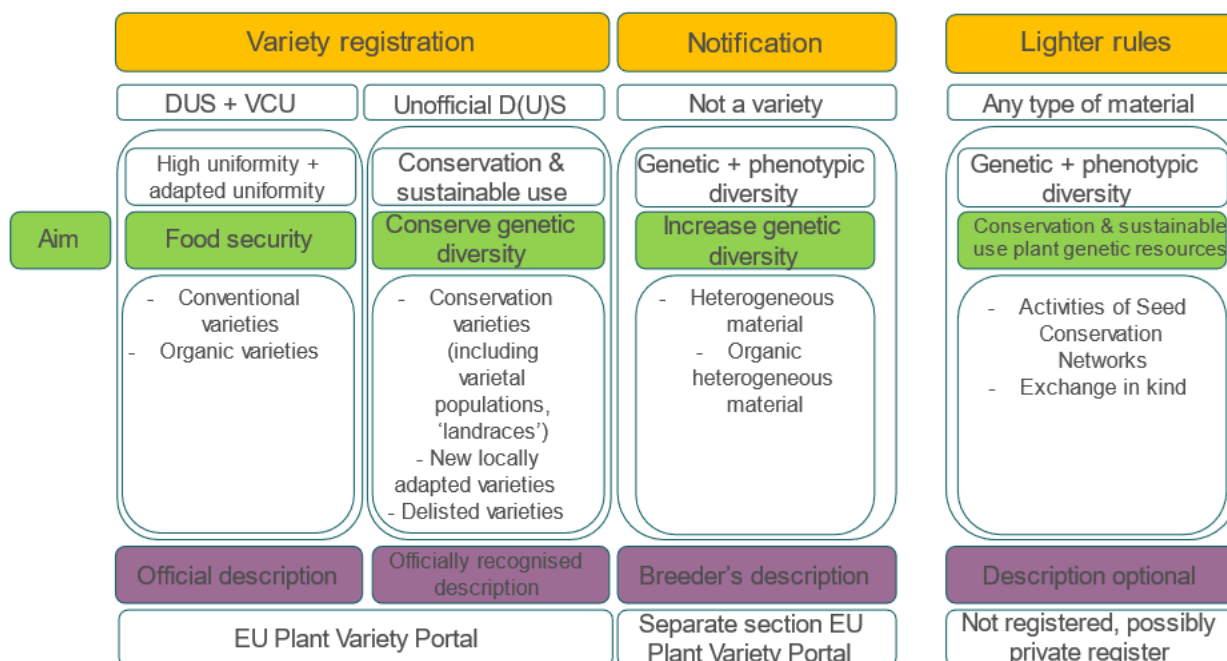 Variety registration
Notification
Lighter rules
DUS + VCU
Unofficial D(U)S
Not a variety
Any type of material
High uniformity +
adapted uniformity
Conservation &
sustainable use
Genetic + phenotypic
diversity
Genetic + phenotypic
diversity
Aim
Food security
Conserve genetic
diversity
Increase genetic
diversity
Conservation & sustainable
use plant genetic resources
- Conventional
varieties
- Organic varieties
- Conservation
varieties
(including
varietal
populations,
‘landraces’)
- New locally
adapted varieties
- Delisted varieties
- Heterogeneous
material
- Organic
heterogeneous
material
- Activities of Seed
Conservation
Networks
- Exchange in kind
Official description
Officially recognised
description
Breeder’s description
Description optional
EU Plant Variety Portal
Separate section EU
Plant Variety Portal
Not registered, possibly
private register